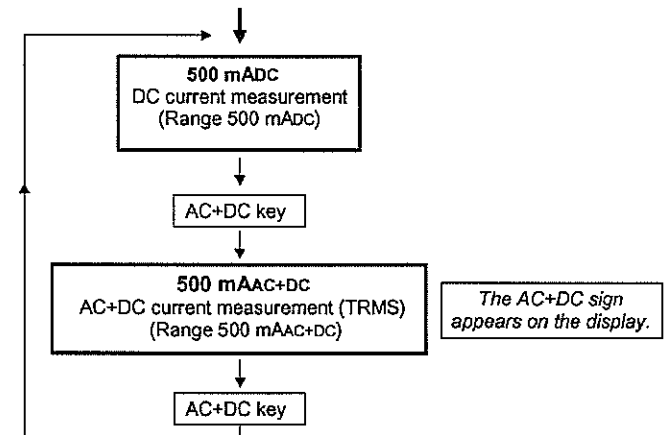 500 mADC
DC current measurement
(Range 500 mADC)
AC+DC key
500 mAAC+DC
AC+DC current measurement (TRMS)
(Range 500 mAAC+DC)
The AC+DC sign
appears on the display.
AC+DC key